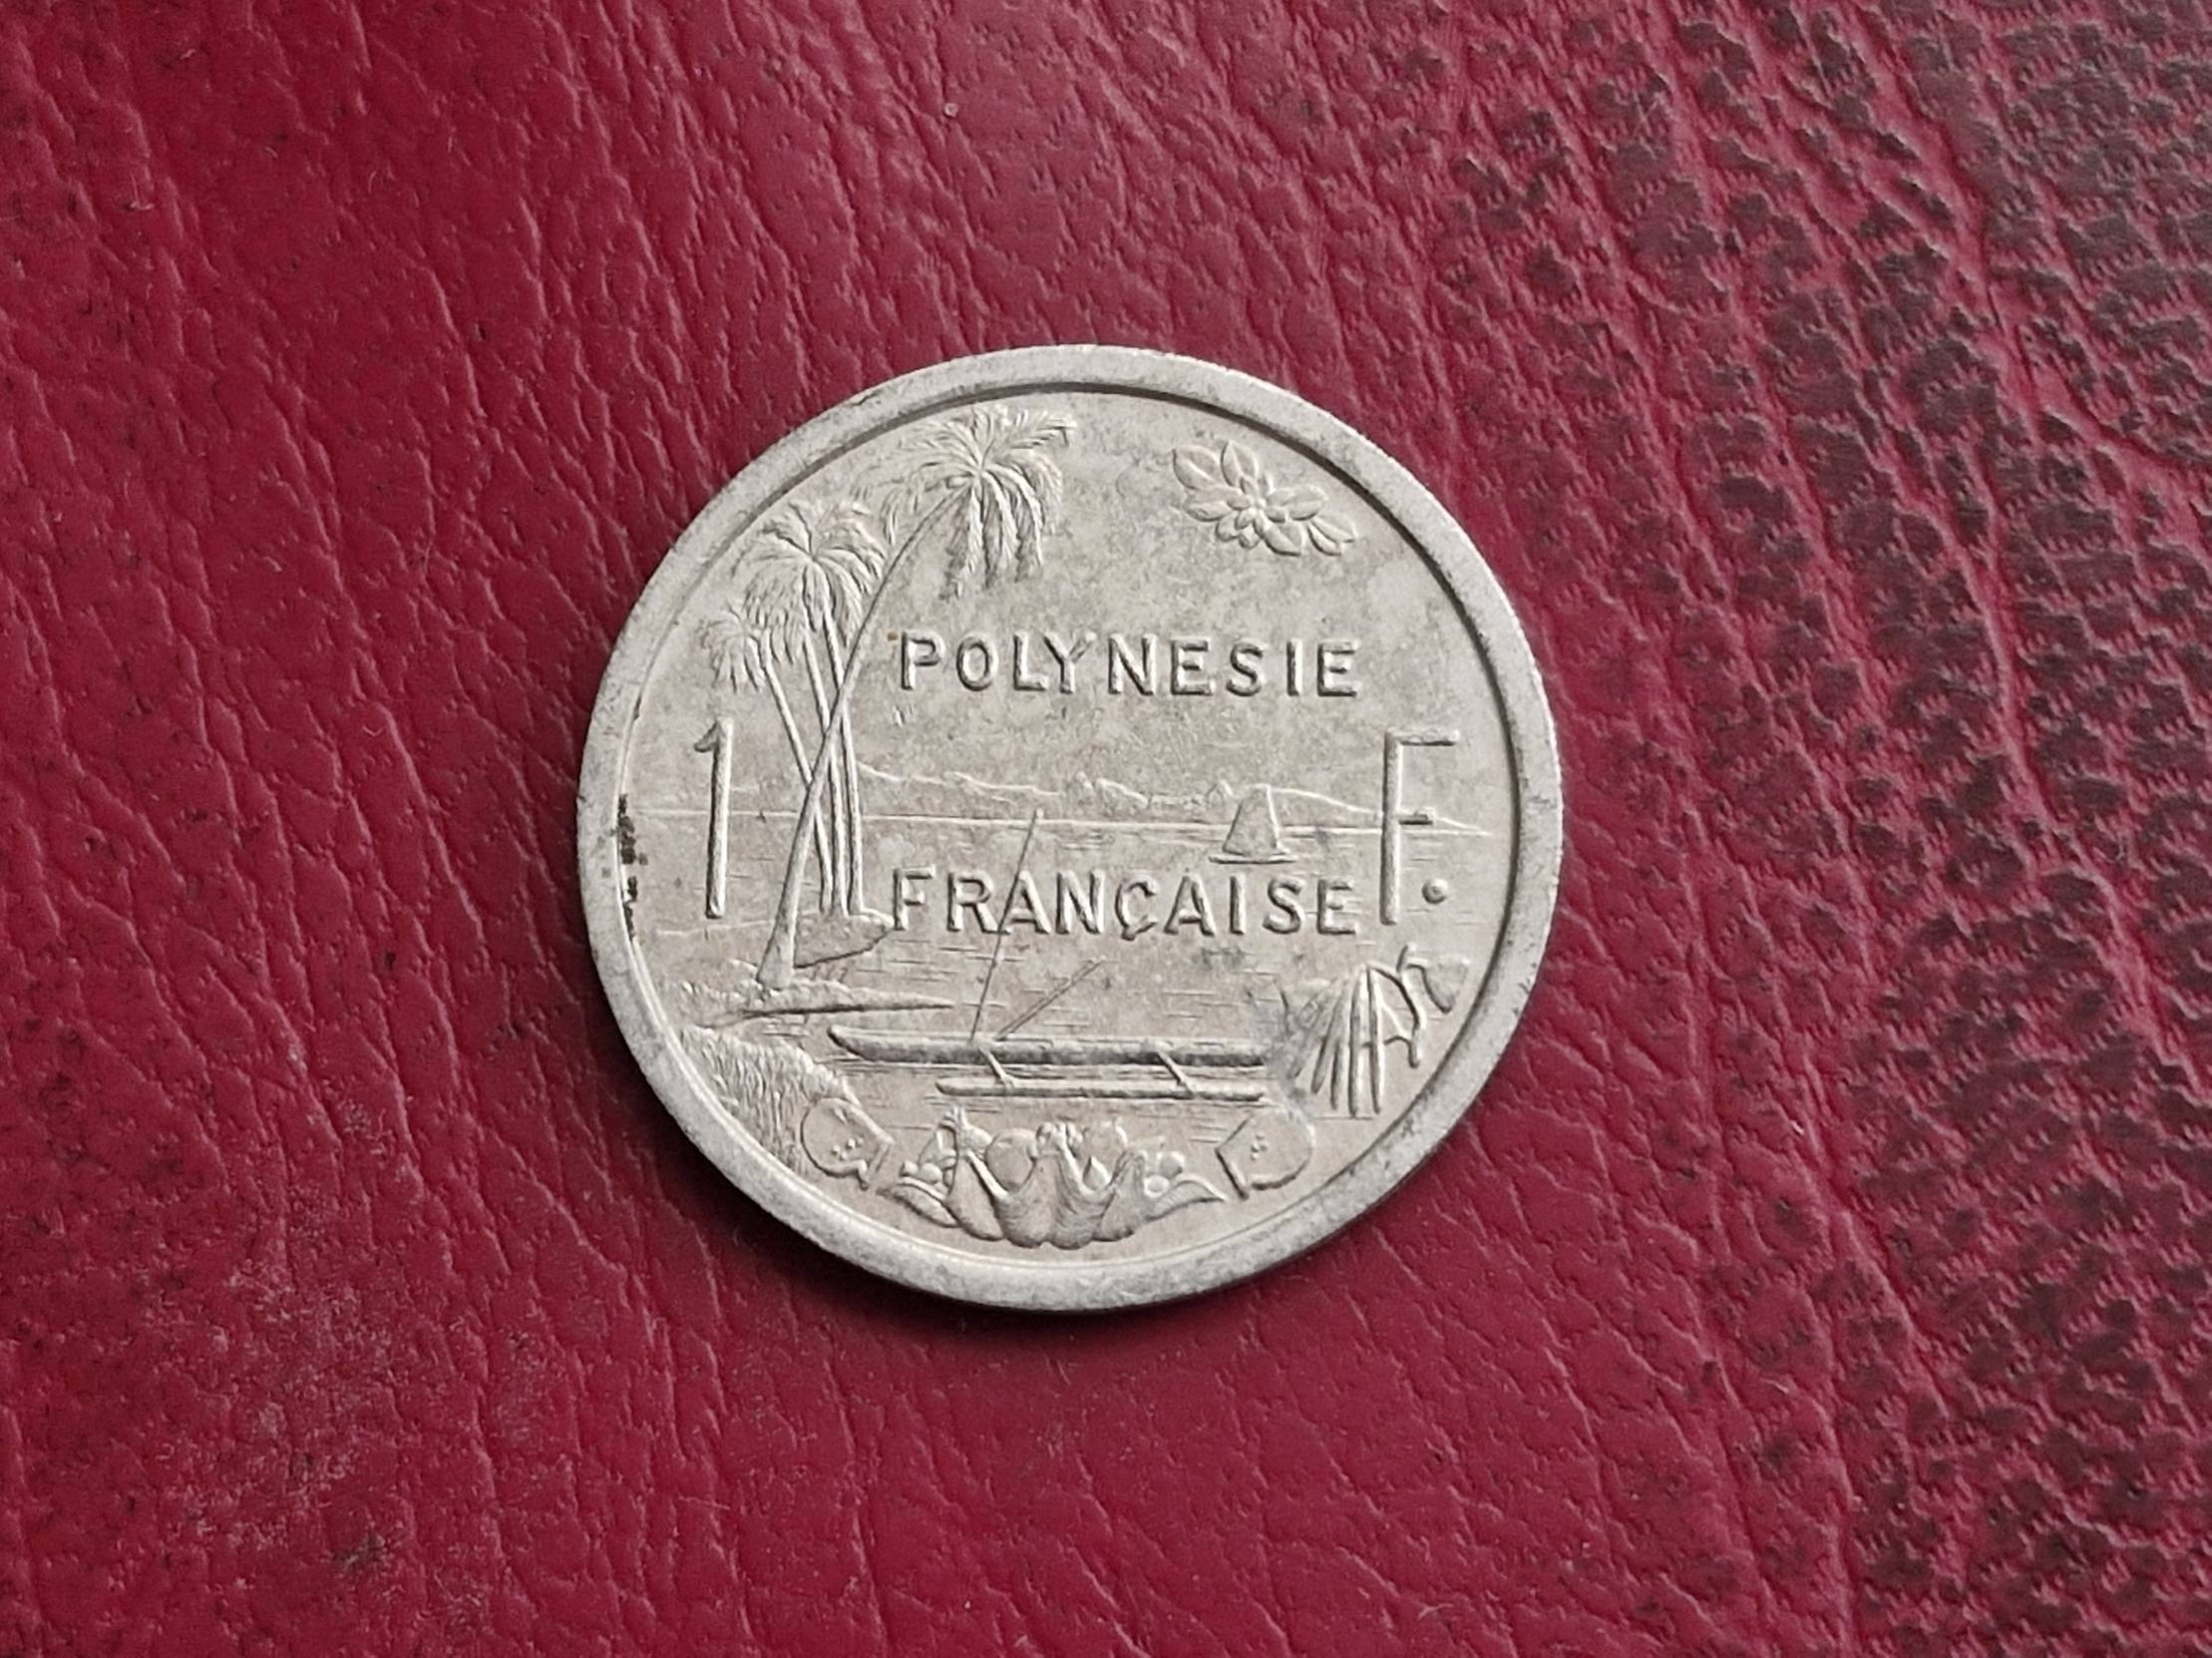 POLYNESIE
1 F.
FRANÇAISE